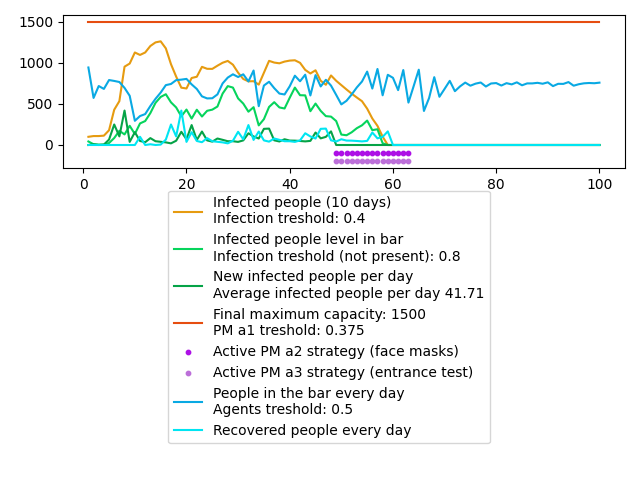 1500
1000
500
0
0 20 40 60 80 100
Infected people (10 days)
Infection treshold: 0.4
Infected people level in bar
Infection treshold (not present): 0.8
New infected people per day
Average infected people per day 41.71
Final maximum capacity: 1500
PM a1 treshold: 0.375
Active PM a2 strategy (face masks)
Active PM a3 strategy (entrance test)
People in the bar every day
Agents treshold: 0.5
Recovered people every day